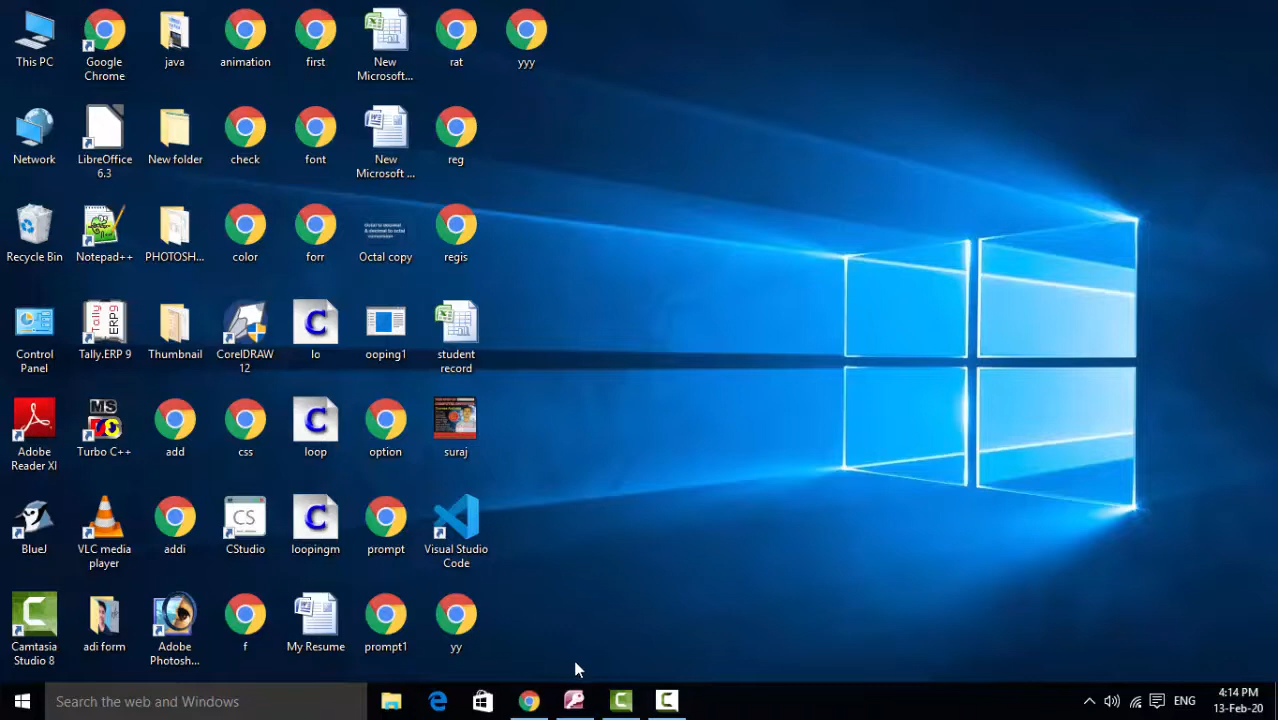 This PC
Google
Chrome
java
animation
first
New
Microsoft...
rat
yyy
Network
LibreOffice
6.3
New folder
check
font
New
Microsoft ...
reg
Recycle Bin
Notepad++
PHOTOSH...
color
forr
Octal copy
regis
Control
Panel
Tally.ERP 9
Thumbnail
CorelDRAW
12
lo
ooping1
student
record
Adobe
Reader XI
Turbo C++
add
css
loop
option
suraj
BlueJ
VLC media
player
addi
CStudio
loopingm
prompt
Visual Studio
Code
Camtasia
Studio 8
adi form
Adobe
Photosh...
f
My Resume
prompt1
yy
Search the web and Windows
ENG
4:14 PM
13-Feb-20